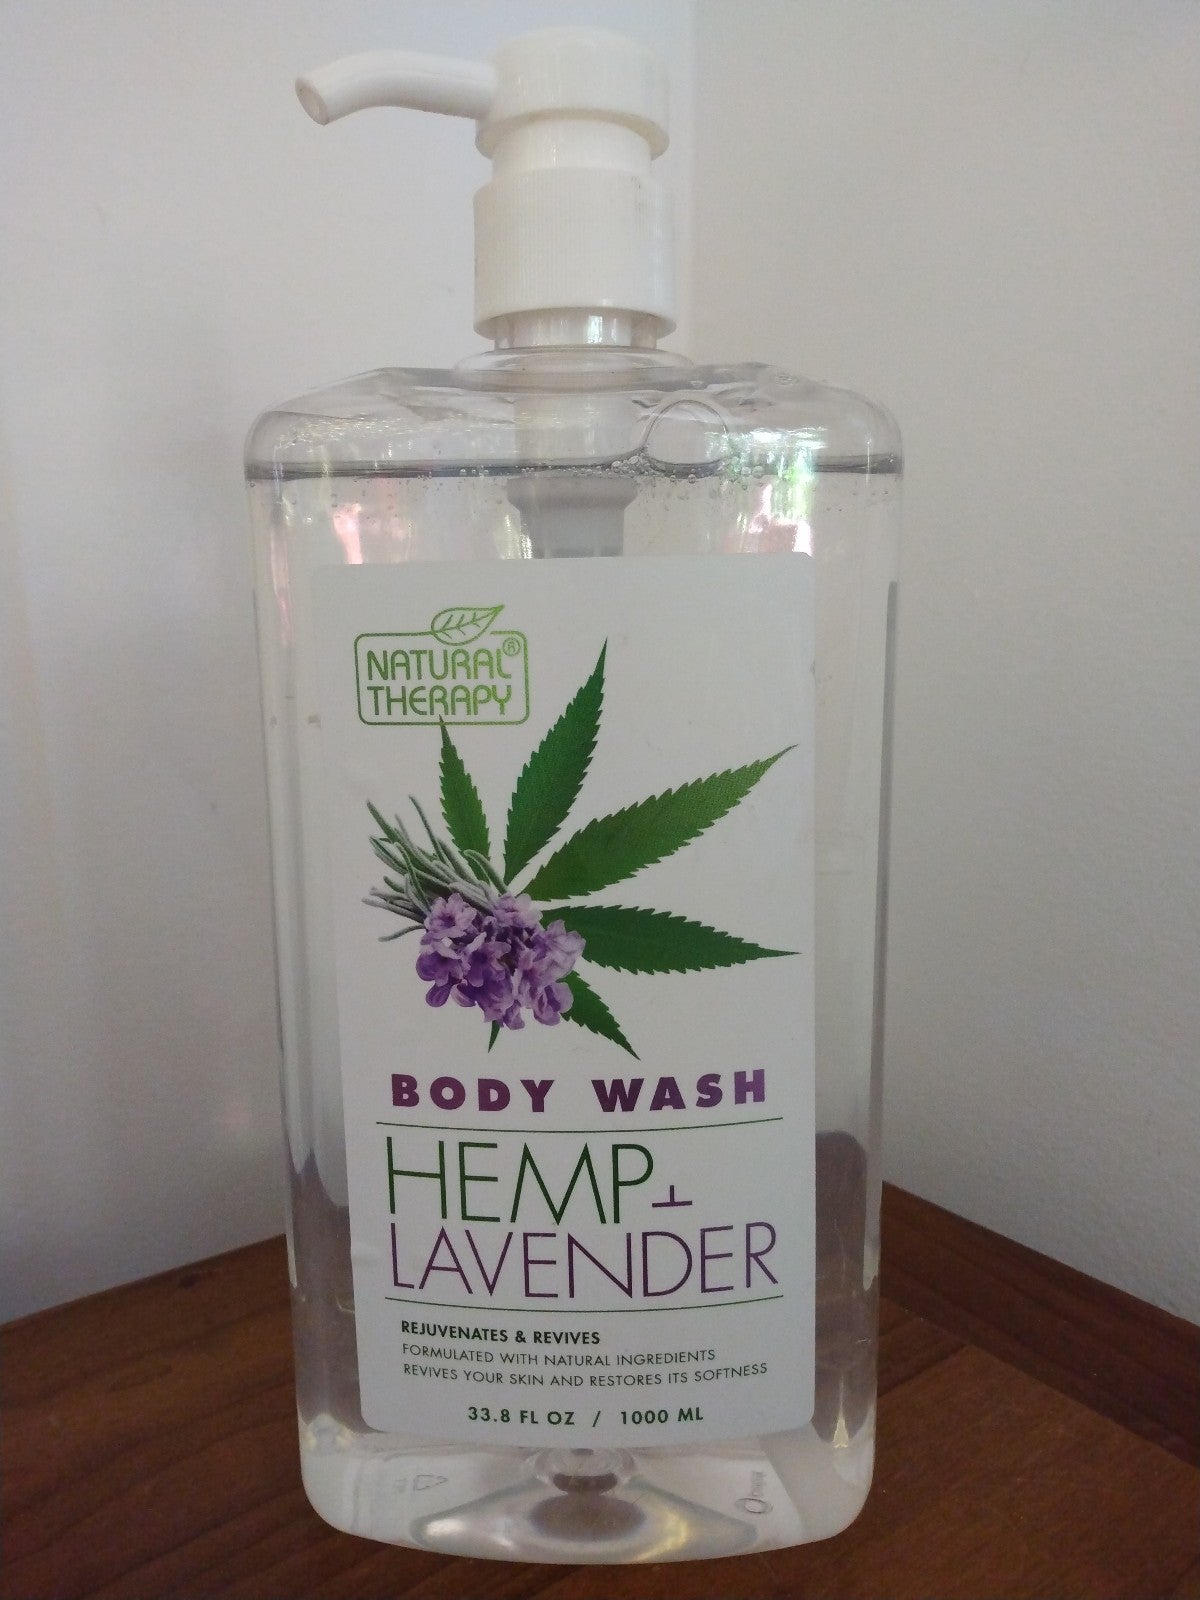 NATURAL®
THERAPY
BODY WASH
HEMP+
LAVENDER
REJUVENATES & REVIVES
FORMULATED WITH NATURAL INGREDIENTS
REVIVES YOUR SKIN AND RESTORES ITS SOFTNESS
33.8 FL OZ / 1000 ML